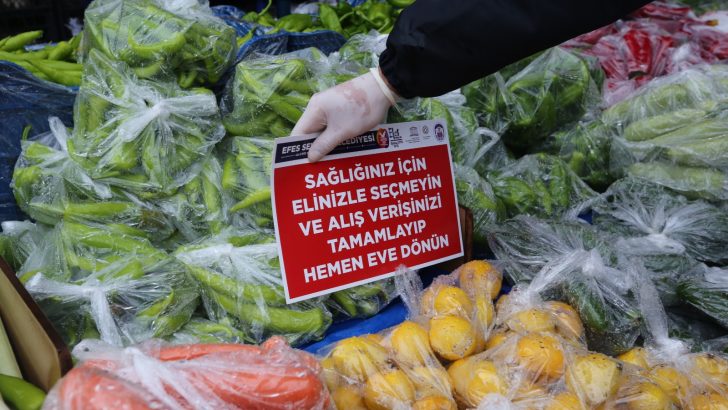 EFES SELÇUK
BELEDİYESİ
SAĞLIĞINIZ İÇİN
ELİNİZLE SEÇMEYİN
VE ALIŞ VERİŞİNİZİ
TAMAMLAYIP
HEMEN EVE DÖNÜN